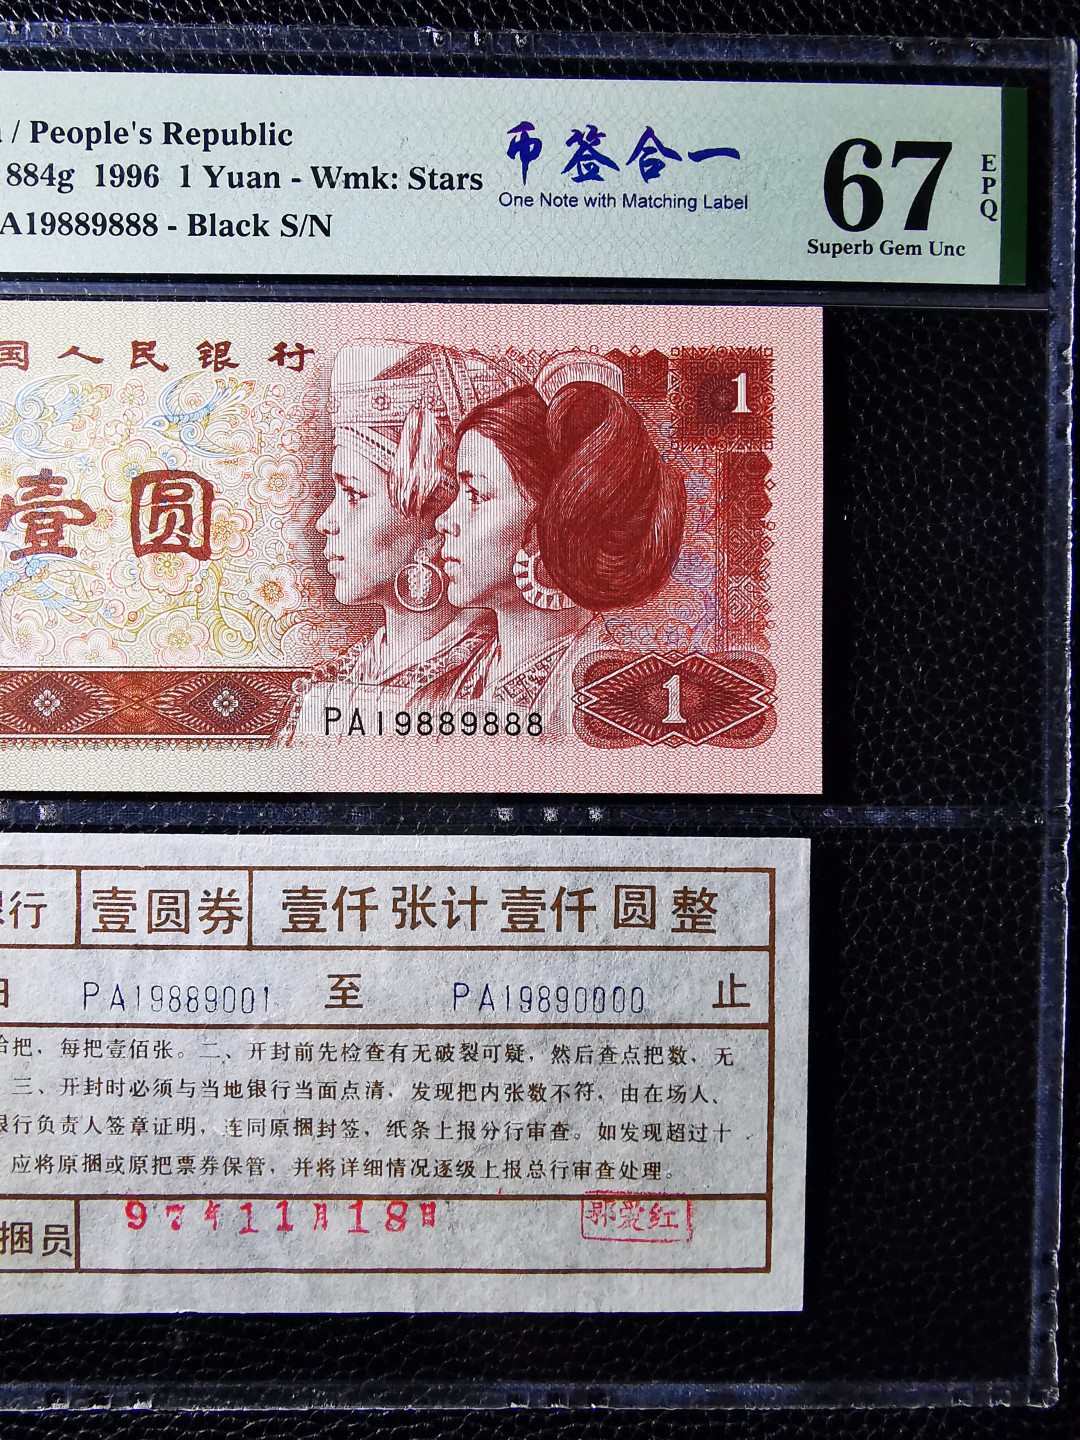 / People's Republic
884g 1996 1 Yuan - Wmk: Stars
A19889888 - Black S/N
币签合一
One Note with Matching Label
67
EPQ
Superb Gem Unc
国人民银行
1
壹圆
1
PA19889888
行 壹圆券 壹仟张计壹仟圆整
PA19889001 至 PA19890000 止
把，每把壹佰张。二、开封前先检查有无破裂可疑，然后查点把数，无
三、开封时必须与当地银行当面点清，发现把内张数不符，由在场人、
银行负责人签章证明，连同原捆封签，纸条上报分行审查。如发现超过十
应将原捆或原把票券保管，并将详细情况逐级上报总行审查处理。
捆员 97年11月18日 郭爱红